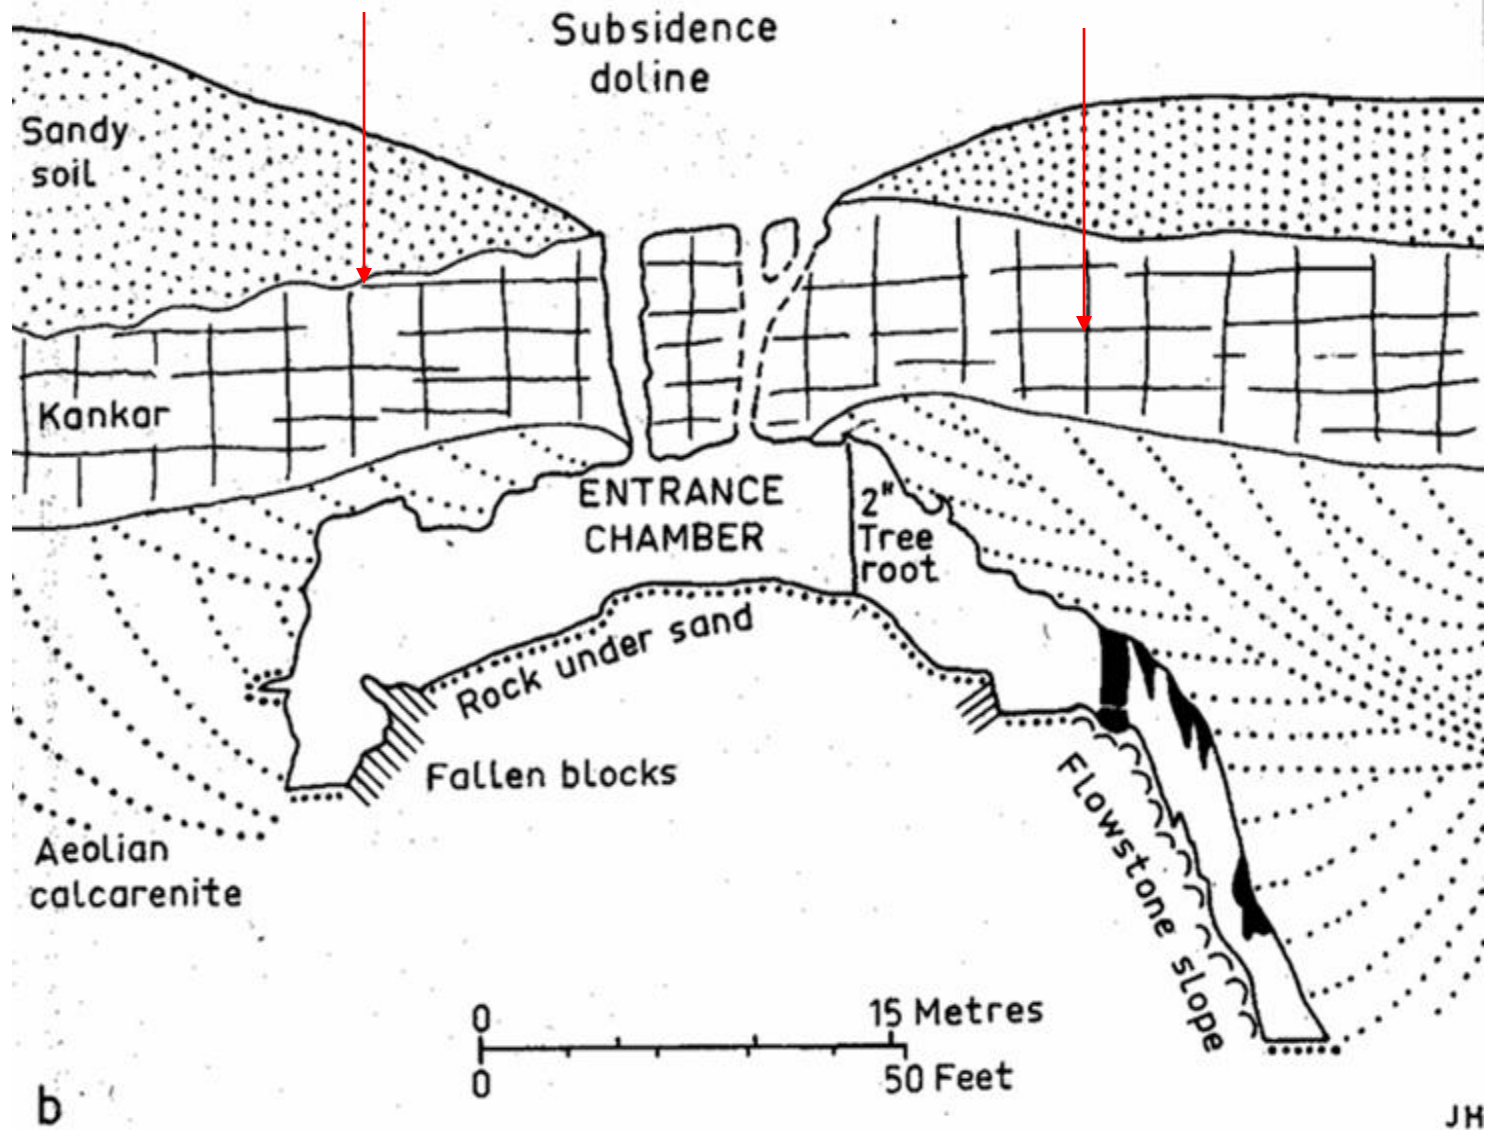 Subsidence
doline
Sandy
soil
Kankar
ENTRANCE
CHAMBER
2"
Tree
root
Rock under sand
Fallen blocks
Flowstone slope
Aeolian
calcarenite
0
15 Metres
0
50 Feet
b
JH